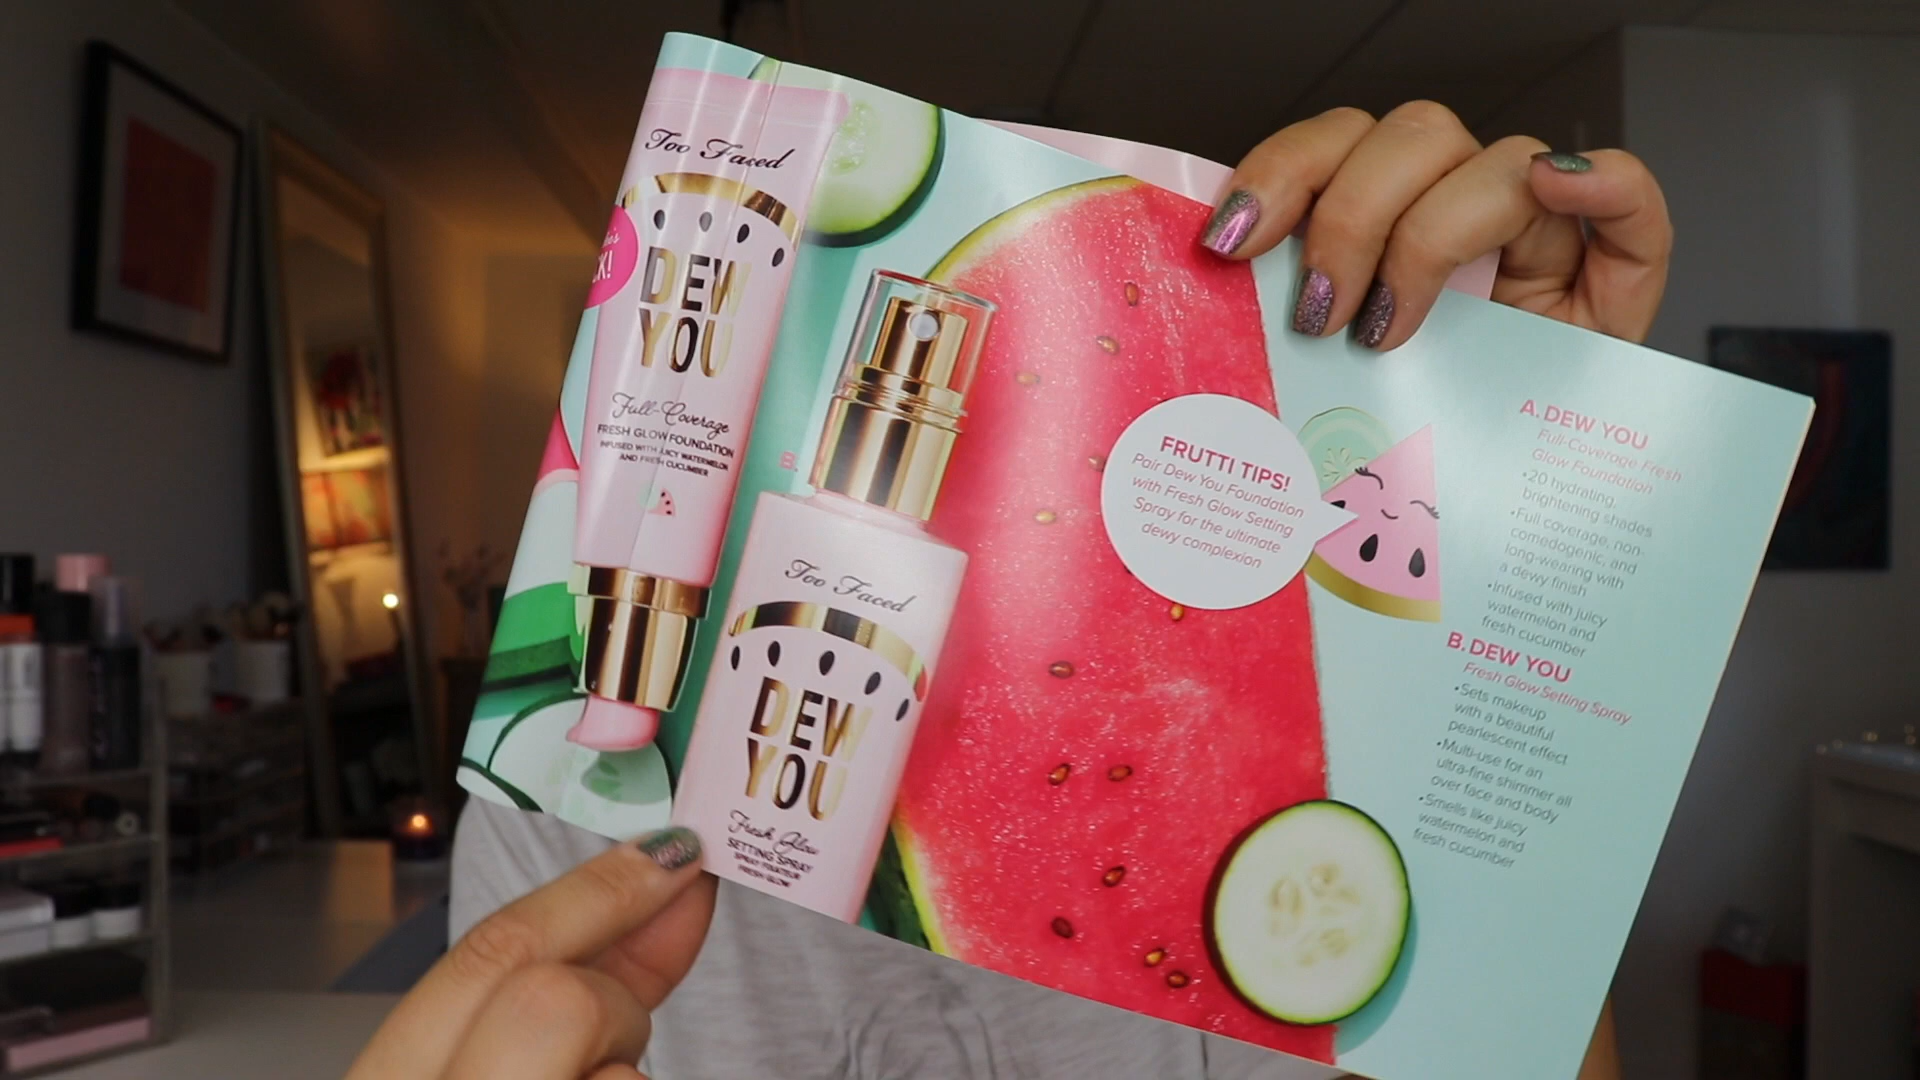 Too Faced
K!
DEW
YOU
Full-Coverage
FRESH GLOW FOUNDATION
INFUSED WITH JUICY WATERMELON
AND FRESH CUCUMBER
B.
Too Faced
DEW
YOU
Fresh Glow
SETTING SPRAY
SPRAY FIXATEUR
FRESH GLOW
FRUTTI TIPS!
Pair Dew You Foundation
with Fresh Glow Setting
Spray for the ultimate
dewy complexion
A. DEW YOU
Full-Coverage Fresh
Glow Foundation
•20 hydrating,
brightening shades
•Full coverage, non-
comedogenic, and
long-wearing with
a dewy finish
•Infused with juicy
watermelon and
fresh cucumber
B. DEW YOU
Fresh Glow Setting Spray
•Sets makeup
with a beautiful
pearlescent effect
•Multi-use for an
ultra-fine shimmer all
over face and body
•Smells like juicy
watermelon and
fresh cucumber